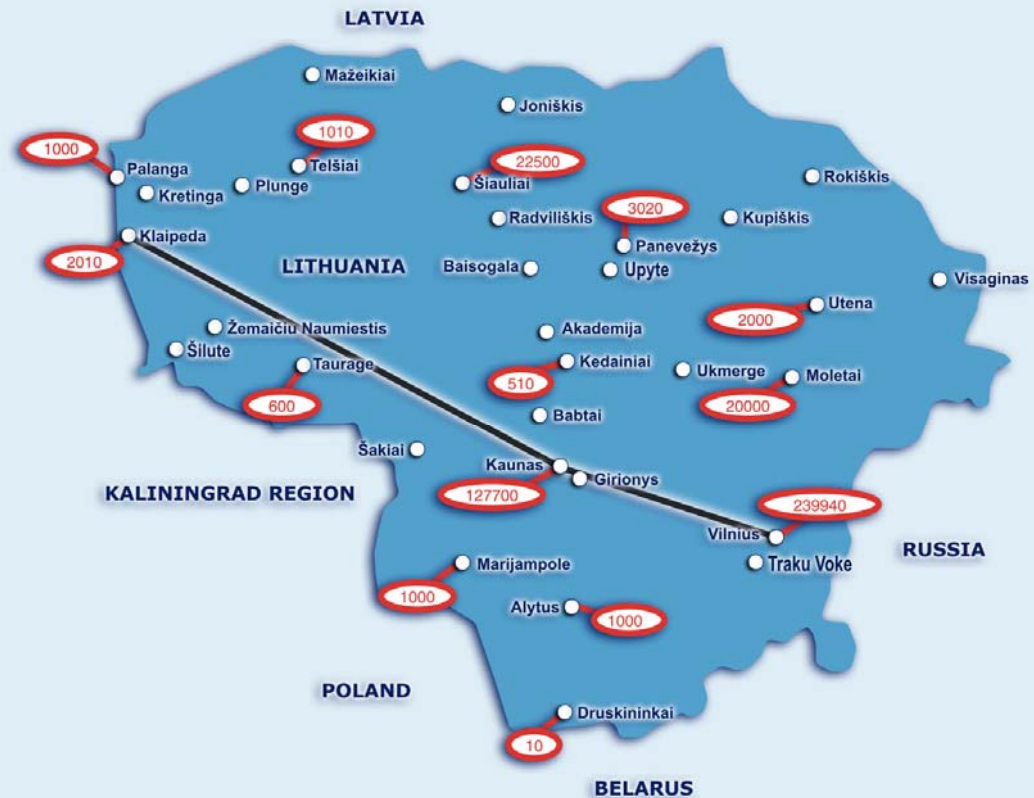 LATVIA
Mažeikiai
Joniškis
1010
1000
Palanga
Telšiai
22500
Kretinga
Plunge
Šiauliai
Rokiškis
3020
Radviliškis
Kupiškis
Klaipeda
Panevežys
2010
LITHUANIA
Baisogala
Upyte
Visaginas
Utena
2000
Žemaičiu Naumiestis
Akademija
Šilute
Taurage
Kedainiai
Ukmerge
Moletai
510
600
20000
Babtai
Šakiai
Kaunas
Girionys
KALININGRAD REGION
127700
239940
Vilnius
RUSSIA
Marijampole
Traku Voke
1000
Alytus
1000
POLAND
Druskininkai
10
BELARUS